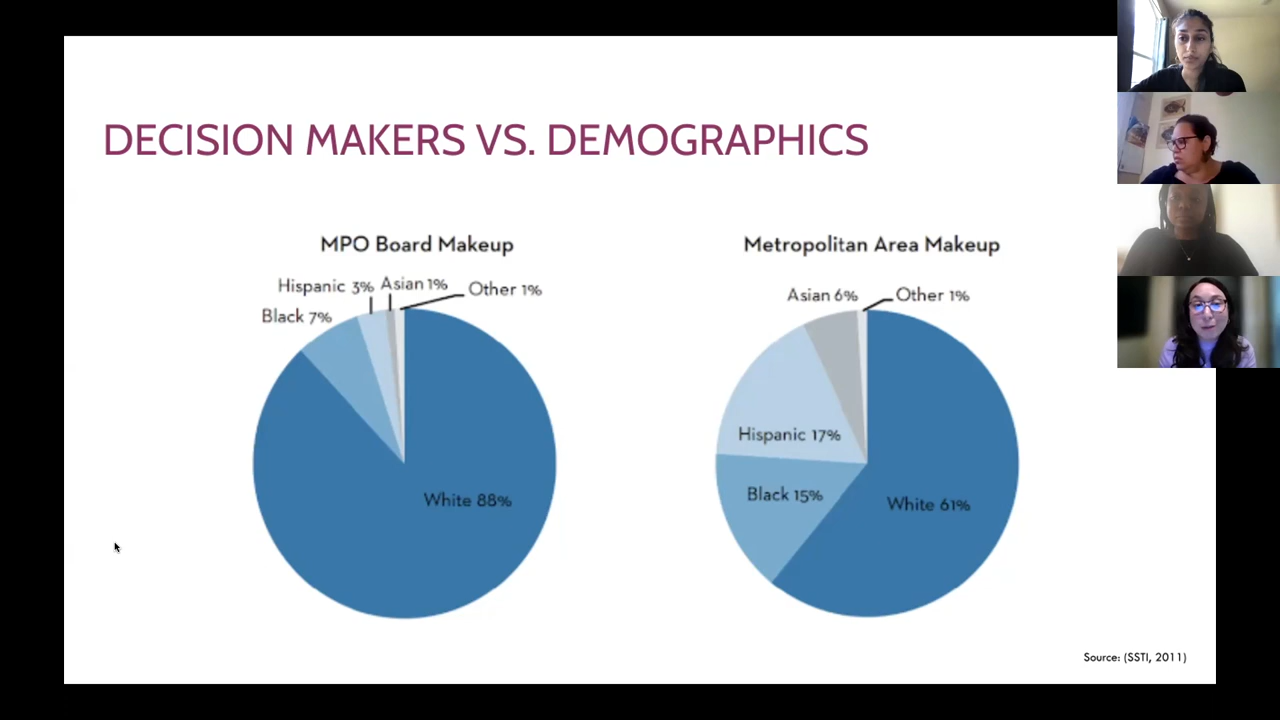 DECISION MAKERS VS. DEMOGRAPHICS
MPO Board Makeup
Hispanic 3%
Asian 1%
Other 1%
Black 7%
White 88%
Metropolitan Area Makeup
Asian 6%
Other 1%
Hispanic 17%
Black 15%
White 61%
Source: (SSTI, 2011)